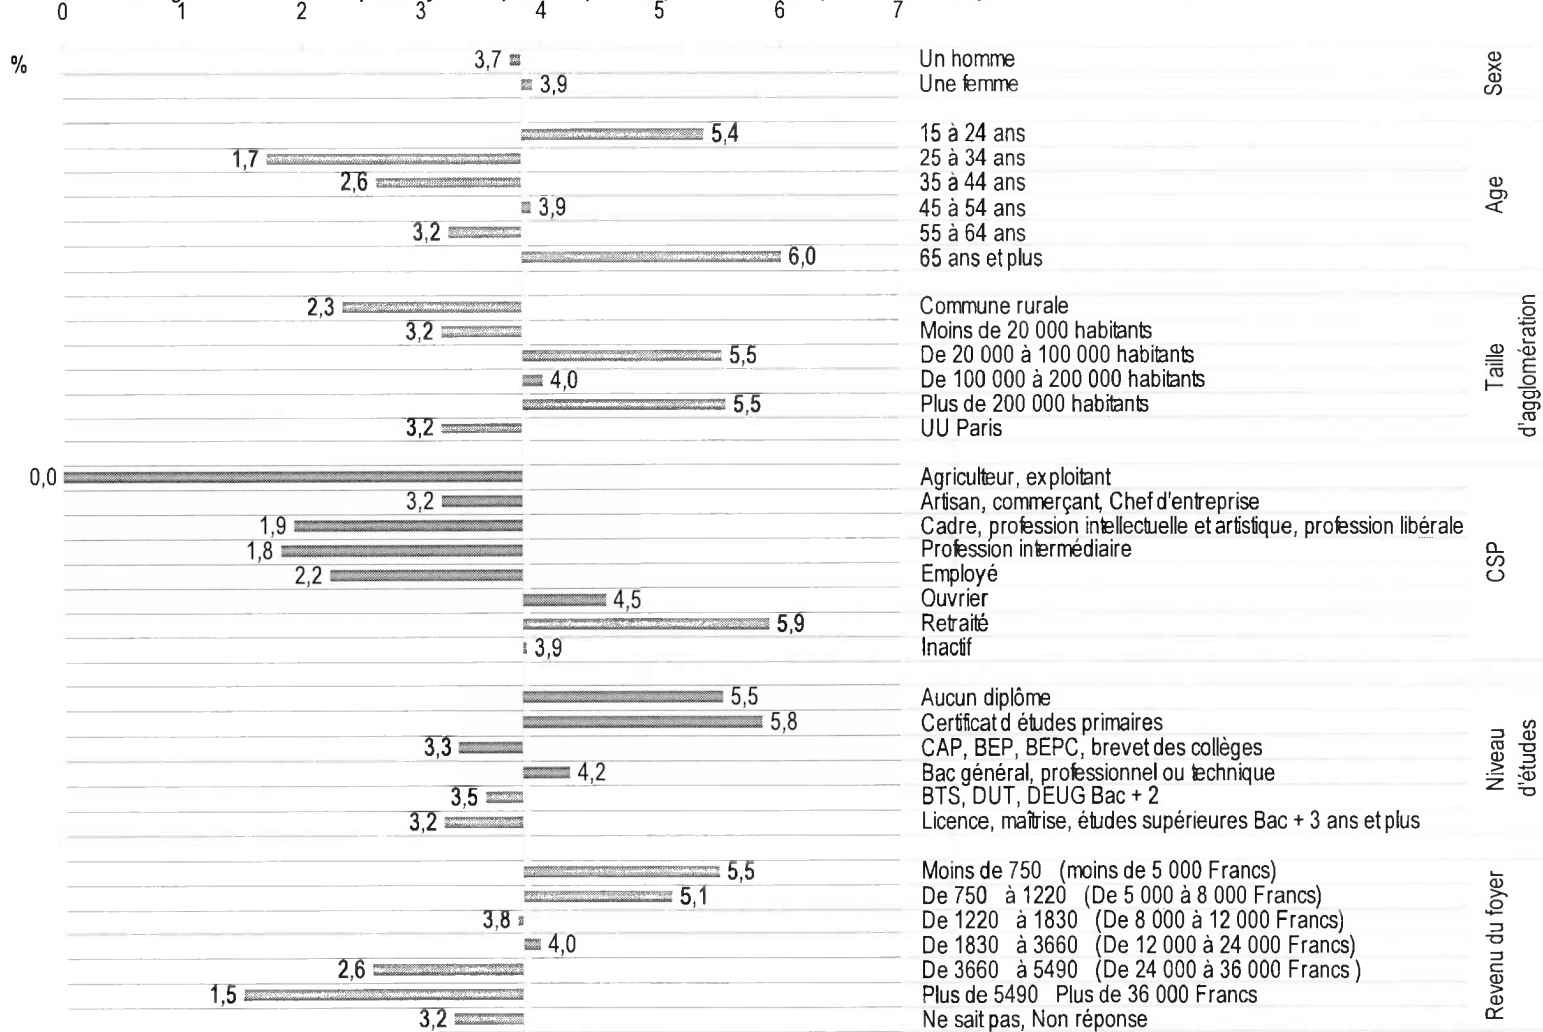 0 1 2 3 4 5 6 7
%
3,7 Un homme
3,9 Une femme
Sexe
5,4 15 à 24 ans
1,7 25 à 34 ans
2,6 35 à 44 ans
3,9 45 à 54 ans
3,2 55 à 64 ans
6,0 65 ans et plus
Age
2,3 Commune rurale
3,2 Moins de 20 000 habitants
5,5 De 20 000 à 100 000 habitants
4,0 De 100 000 à 200 000 habitants
5,5 Plus de 200 000 habitants
3,2 UU Paris
Taille
d'agglomération
0,0 Agriculteur, exploitant
3,2 Artisan, commerçant, Chef d'entreprise
1,9 Cadre, profession intellectuelle et artistique, profession libérale
1,8 Profession intermédiaire
2,2 Employé
4,5 Ouvrier
5,9 Retraité
3,9 Inactif
CSP
5,5 Aucun diplôme
5,8 Certificat d études primaires
3,3 CAP, BEP, BEPC, brevet des collèges
4,2 Bac général, professionnel ou technique
3,5 BTS, DUT, DEUG Bac + 2
3,2 Licence, maîtrise, études supérieures Bac + 3 ans et plus
Niveau
d'études
5,5 Moins de 750 (moins de 5 000 Francs)
5,1 De 750 à 1220 (De 5 000 à 8 000 Francs)
3,8 De 1220 à 1830 (De 8 000 à 12 000 Francs)
4,0 De 1830 à 3660 (De 12 000 à 24 000 Francs)
2,6 De 3660 à 5490 (De 24 000 à 36 000 Francs )
1,5 Plus de 5490 Plus de 36 000 Francs
3,2 Ne sait pas, Non réponse
Revenu du foyer